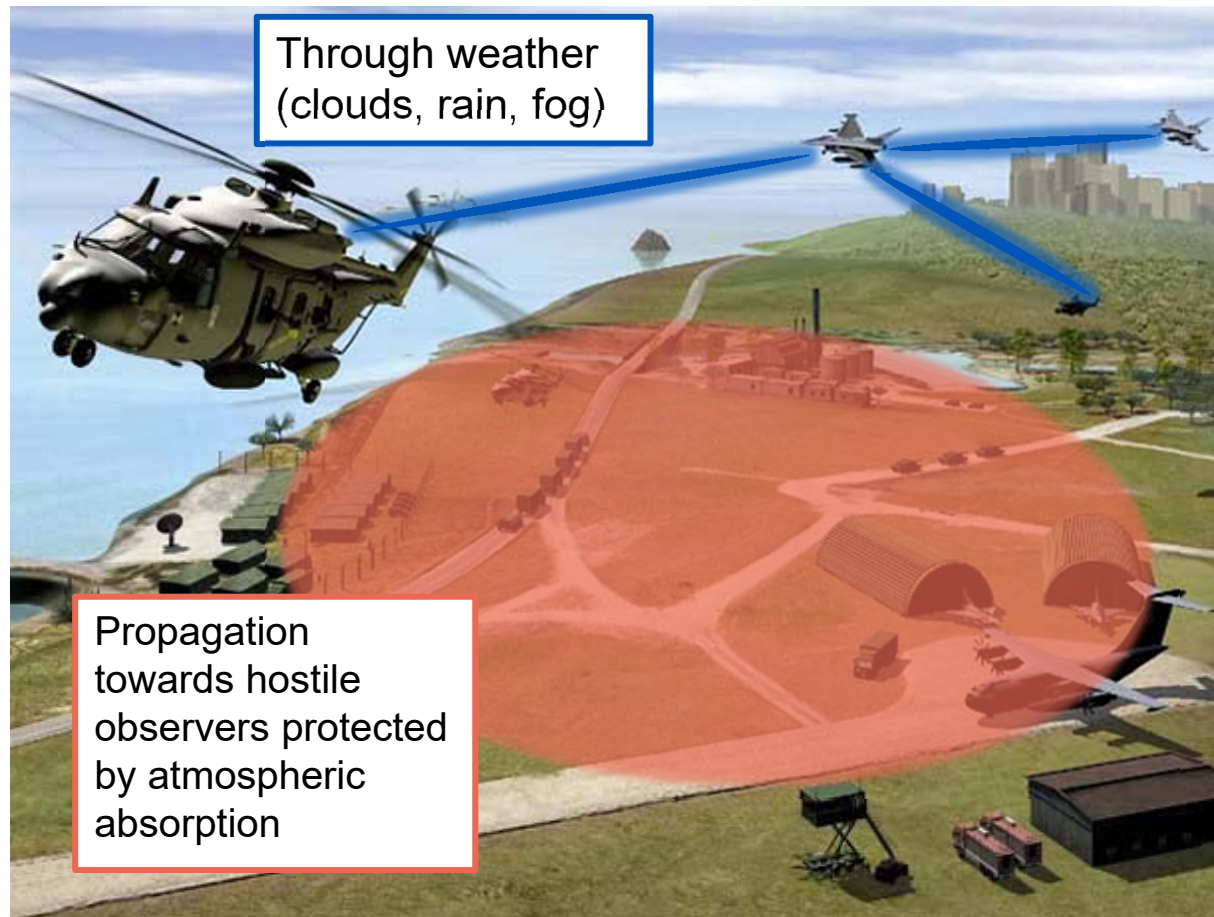 Through weather
(clouds, rain, fog)
Propagation
towards hostile
observers protected
by atmospheric
absorption